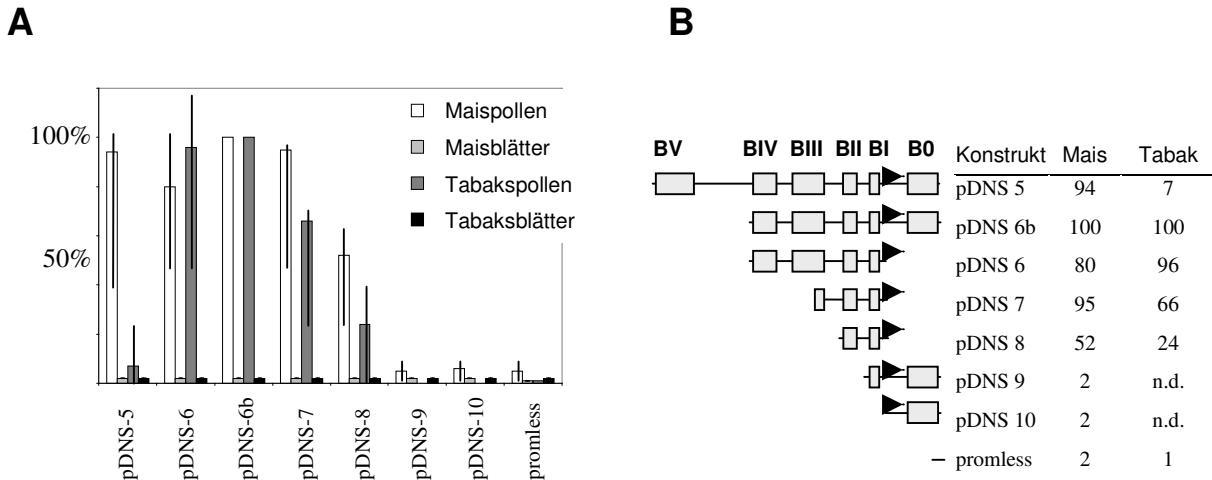 A
100%
50%
Maispollen
Maisblätter
Tabakspollen
Tabaksblätter
pDNS-5
pDNS-6
pDNS-6b
pDNS-7
pDNS-8
pDNS-9
pDNS-10
promless
B
BV BIV BIII BII BI B0 Konstrukt Mais Tabak
pDNS 5 94 7
pDNS 6b 100 100
pDNS 6 80 96
pDNS 7 95 66
pDNS 8 52 24
pDNS 9 2 n.d.
pDNS 10 2 n.d.
promless 2 1